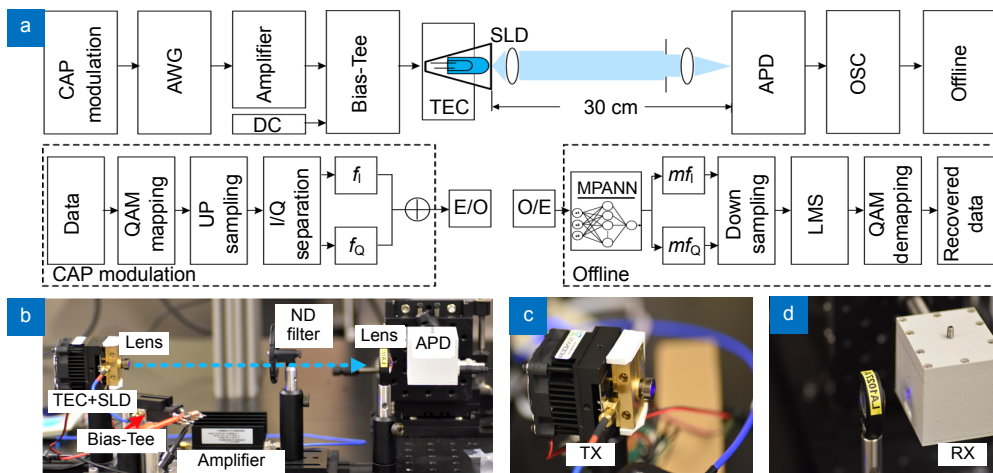 a
CAP modulation
AWG
Amplifier
DC
Bias-Tee
TEC
SLD
30 cm
APD
OSC
Offline
Data
QAM mapping
UP sampling
I/Q separation
fI
fQ
CAP modulation
E/O
O/E
MPANN
mfI
mfQ
Down sampling
LMS
QAM demapping
Recovered data
Offline
b
Lens
ND filter
Lens
APD
TEC+SLD
Bias-Tee
Amplifier
c
TX
d
LA1027
RX